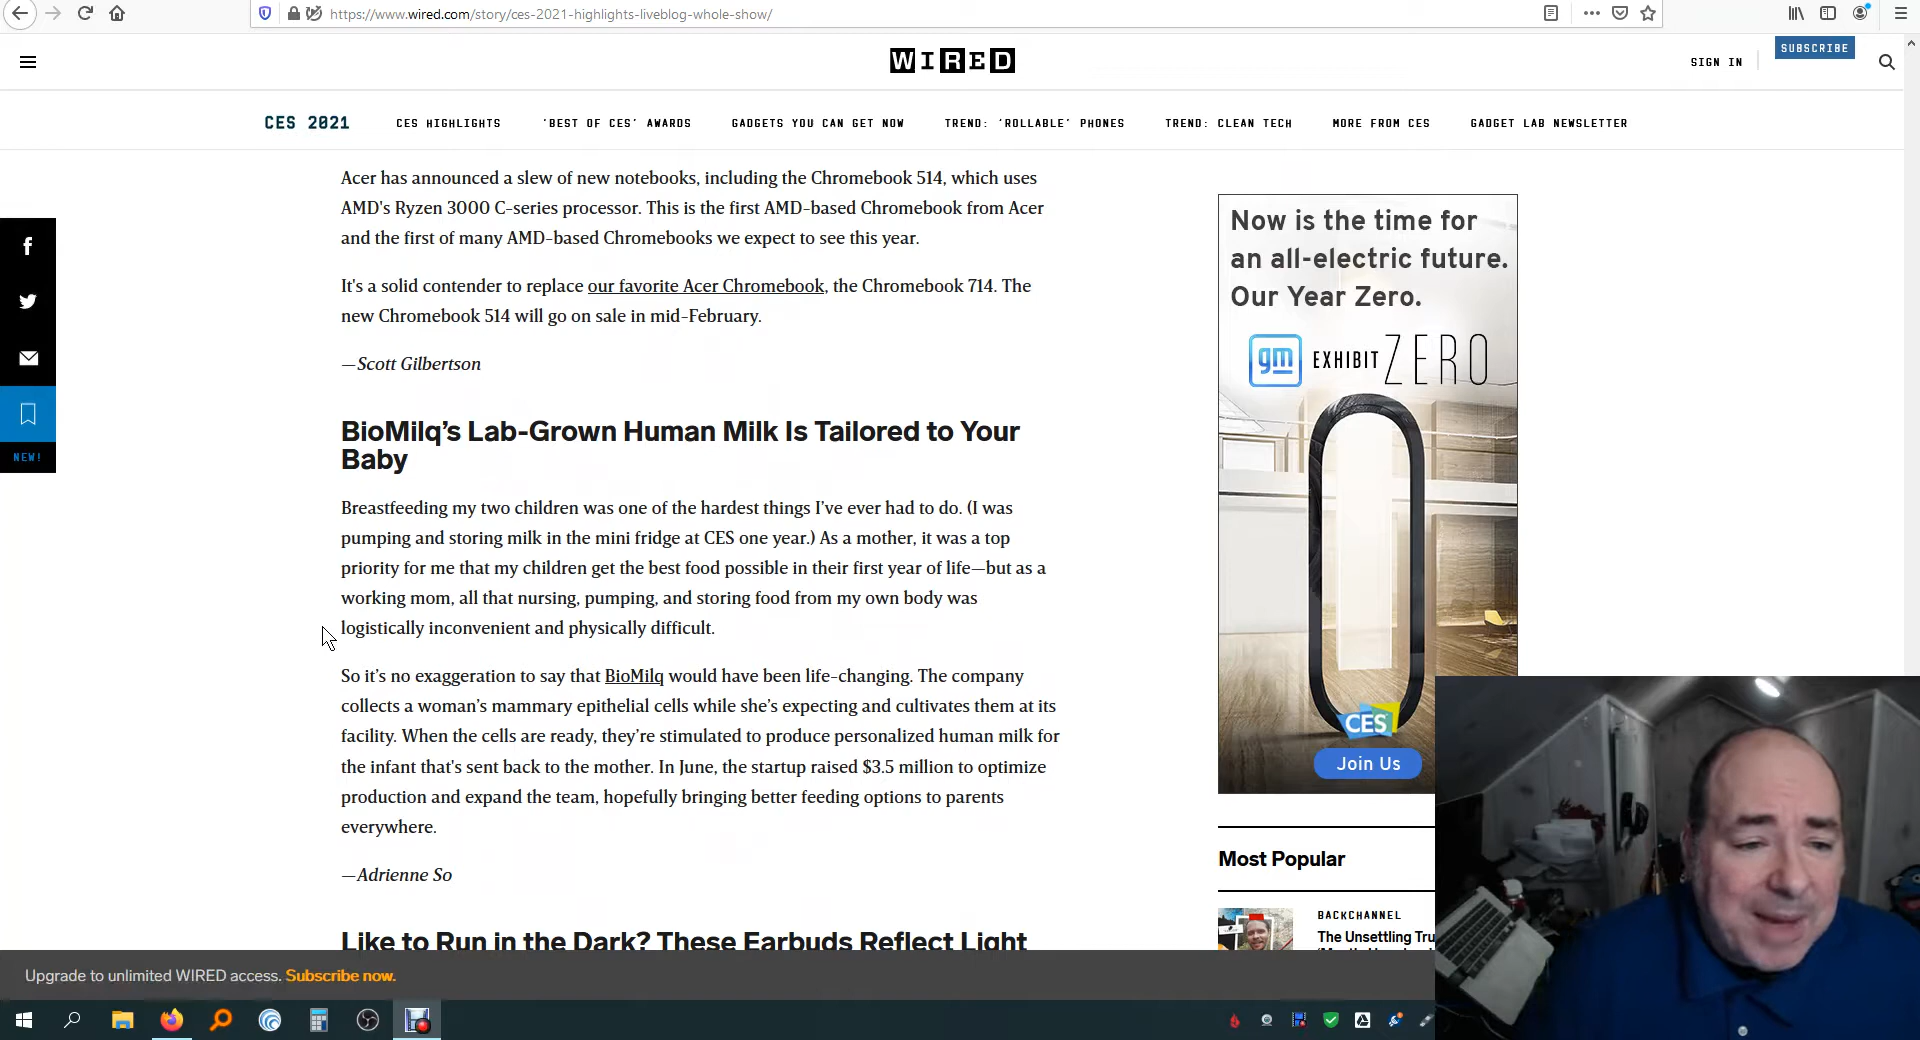 https://www.wired.com/story/ces-2021-highlights-liveblog-whole-show/
WIRED
SIGN IN
SUBSCRIBE
CES 2021
CES HIGHLIGHTS
'BEST OF CES' AWARDS
GADGETS YOU CAN GET NOW
TREND: 'ROLLABLE' PHONES
TREND: CLEAN TECH
MORE FROM CES
GADGET LAB NEWSLETTER
Acer has announced a slew of new notebooks, including the Chromebook 514, which uses
AMD's Ryzen 3000 C-series processor. This is the first AMD-based Chromebook from Acer
and the first of many AMD-based Chromebooks we expect to see this year.
It's a solid contender to replace our favorite Acer Chromebook, the Chromebook 714. The
new Chromebook 514 will go on sale in mid-February.
—Scott Gilbertson
BioMilq’s Lab-Grown Human Milk Is Tailored to Your
Baby
Breastfeeding my two children was one of the hardest things I’ve ever had to do. (I was
pumping and storing milk in the mini fridge at CES one year.) As a mother, it was a top
priority for me that my children get the best food possible in their first year of life—but as a
working mom, all that nursing, pumping, and storing food from my own body was
logistically inconvenient and physically difficult.
So it’s no exaggeration to say that BioMilq would have been life-changing. The company
collects a woman’s mammary epithelial cells while she’s expecting and cultivates them at its
facility. When the cells are ready, they’re stimulated to produce personalized human milk for
the infant that's sent back to the mother. In June, the startup raised $3.5 million to optimize
production and expand the team, hopefully bringing better feeding options to parents
everywhere.
—Adrienne So
Like to Run in the Dark? These Earbuds Reflect Light
NEW!
Now is the time for
an all-electric future.
Our Year Zero.
gm EXHIBIT ZERO
CES
Join Us
Most Popular
BACKCHANNEL
The Unsettling Tru
Upgrade to unlimited WIRED access. Subscribe now.